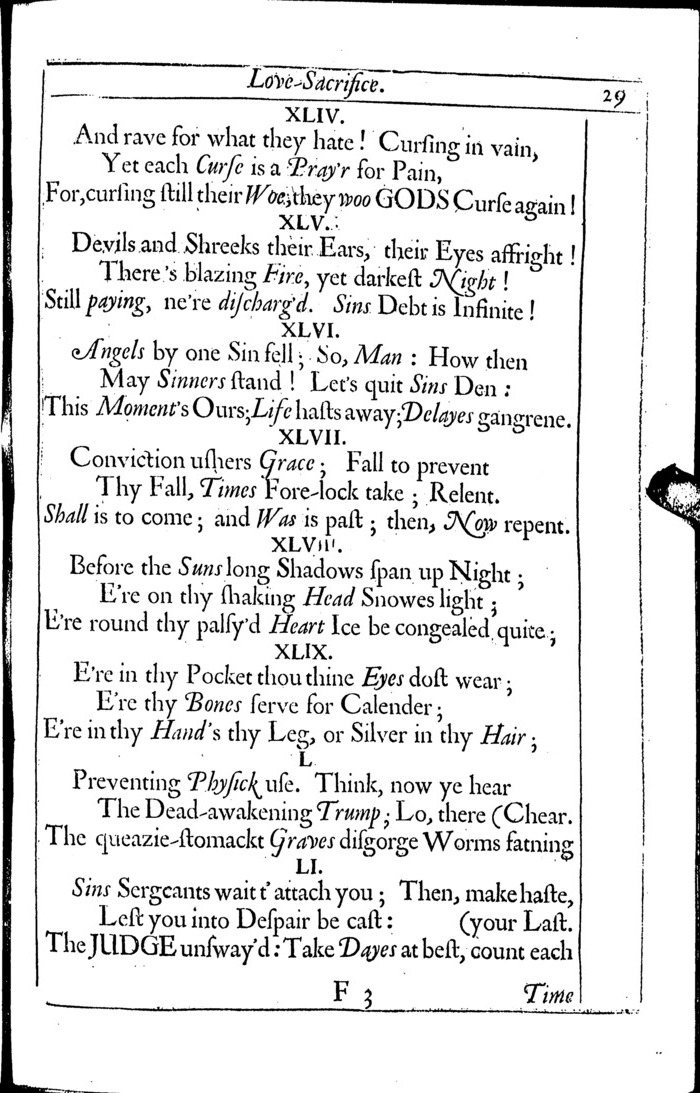 Love-Sacrifice.
29
XLIV.
And rave for what they hate! Curſing in vain,
Yet each Curſe is a Pray'r for Pain,
For, curſing ſtill their Woe; they woo GODS Curſe again!
XLV.
Devils and Shreeks their Ears, their Eyes affright!
There's blazing Fire, yet darkeſt Night!
Still paying, ne're diſcharg'd. Sins Debt is Infinite!
XLVI.
Angels by one Sin fell; So, Man: How then
May Sinners ſtand! Let's quit Sins Den:
This Moment's Ours; Life haſts away; Delayes gangrene.
XLVII.
Conviction uſhers Grace; Fall to prevent
Thy Fall, Times Fore-lock take; Relent.
Shall is to come; and Was is paſt; then, Now repent.
XLVIII.
Before the Suns long Shadows ſpan up Night;
E're on thy ſhaking Head Snowes light;
E're round thy palſy'd Heart Ice be congealed quite;
XLIX.
E're in thy Pocket thou thine Eyes doſt wear;
E're thy Bones ſerve for Calender;
E're in thy Hand's thy Leg, or Silver in thy Hair;
L
Preventing Phyſick uſe. Think, now ye hear
The Dead-awakening Trump; Lo, there (Chear.
The queazie-ſtomackt Graves diſgorge Worms fatning
LI.
Sins Sergeants wait t'attach you; Then, make haſte,
Leſt you into Deſpair be caſt: (your Laſt.
The JUDGE unſway'd: Take Dayes at beſt, count each
F 3
Time